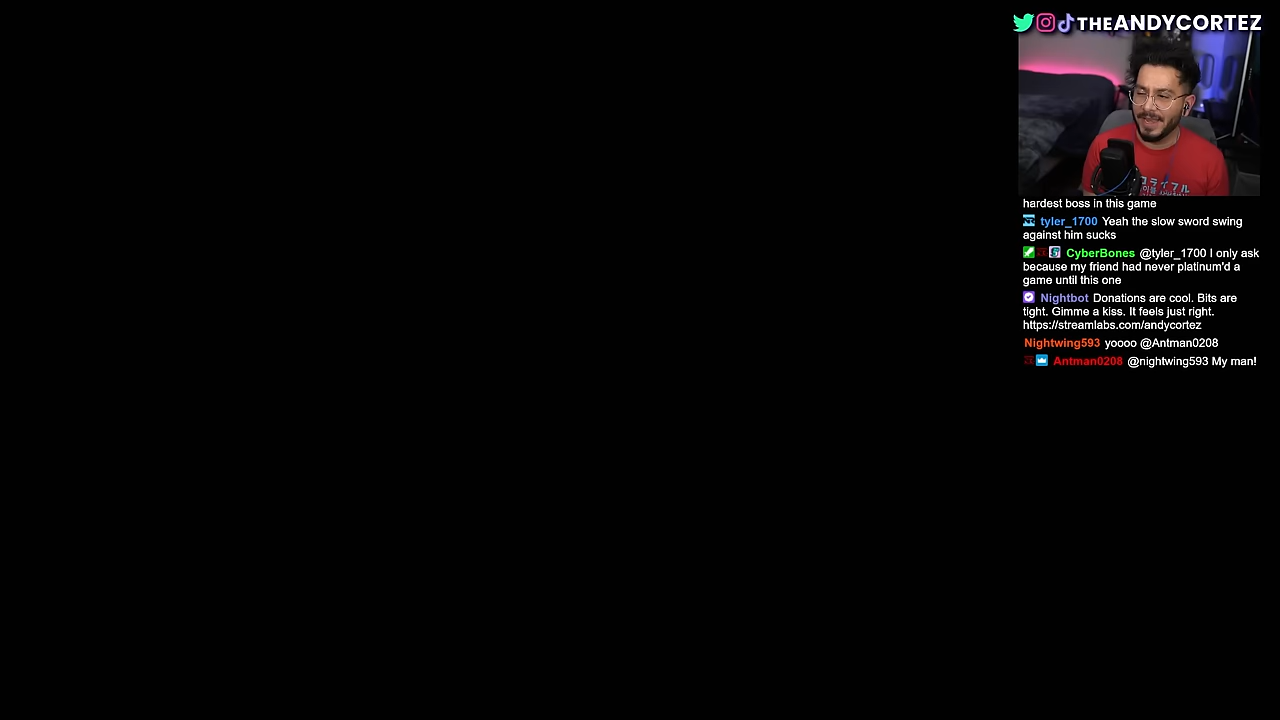 THEANDYCORTEZ
hardest boss in this game
tyler_1700 Yeah the slow sword swing
against him sucks
CyberBones @tyler_1700 I only ask
because my friend had never platinum'd a
game until this one
Nightbot Donations are cool. Bits are
tight. Gimme a kiss. It feels just right.
https://streamlabs.com/andycortez
Nightwing593 yoooo @Antman0208
Antman0208 @nightwing593 My man!